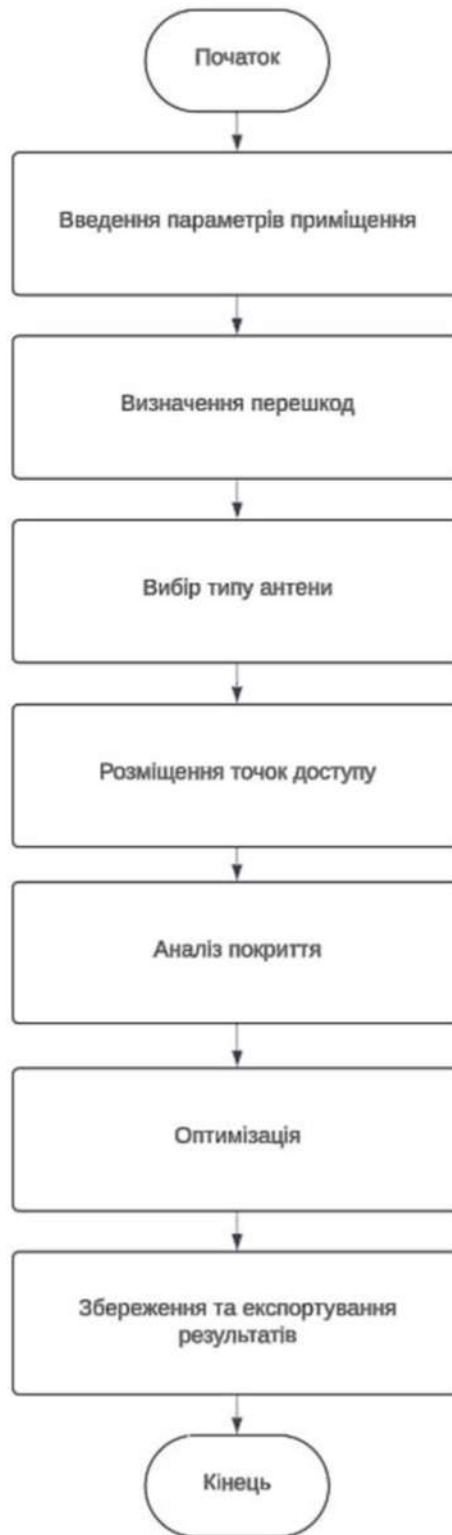 Початок
Введення параметрів приміщення
Визначення перешкод
Вибір типу антени
Розміщення точок доступу
Аналіз покриття
Оптимізація
Збереження та експортування
результатів
Кінець